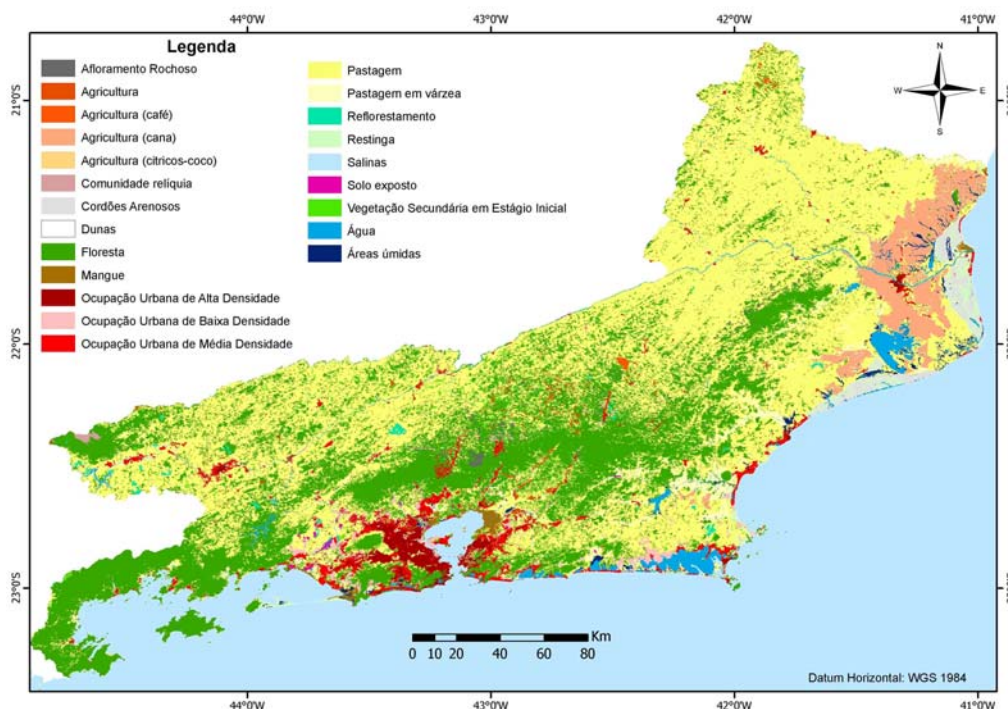 44°0'W 43°0'W 42°0'W 41°0'W
Legenda
Afloramento Rochoso
Agricultura
Agricultura (café)
Agricultura (cana)
Agricultura (citricos-coco)
Comunidade relíquia
Cordões Arenosos
Dunas
Floresta
Mangue
Ocupação Urbana de Alta Densidade
Ocupação Urbana de Baixa Densidade
Ocupação Urbana de Média Densidade
Pastagem
Pastagem em várzea
Reflorestamento
Restinga
Salinas
Solo exposto
Vegetação Secundária em Estágio Inicial
Água
Áreas úmidas
N
W E
S
21°0'S
22°0'S
23°0'S
Km
0 10 20 40 60 80
Datum Horizontal: WGS 1984
44°0'W 43°0'W 42°0'W 41°0'W